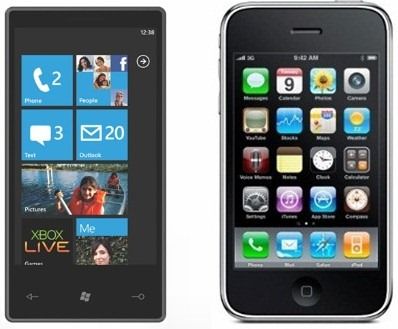 12:38
2
Phone
People
3
Text
20
Outlook
Pictures
XBOX
LIVE
Games
Me
3G
9:42 AM
Messages
Calendar
Photos
Camera
9
YouTube
Stocks
Maps
Weather
Voice Memos
Notes
Clock
Calculator
Settings
iTunes
App Store
Compass
Phone
Mail
Safari
iPod